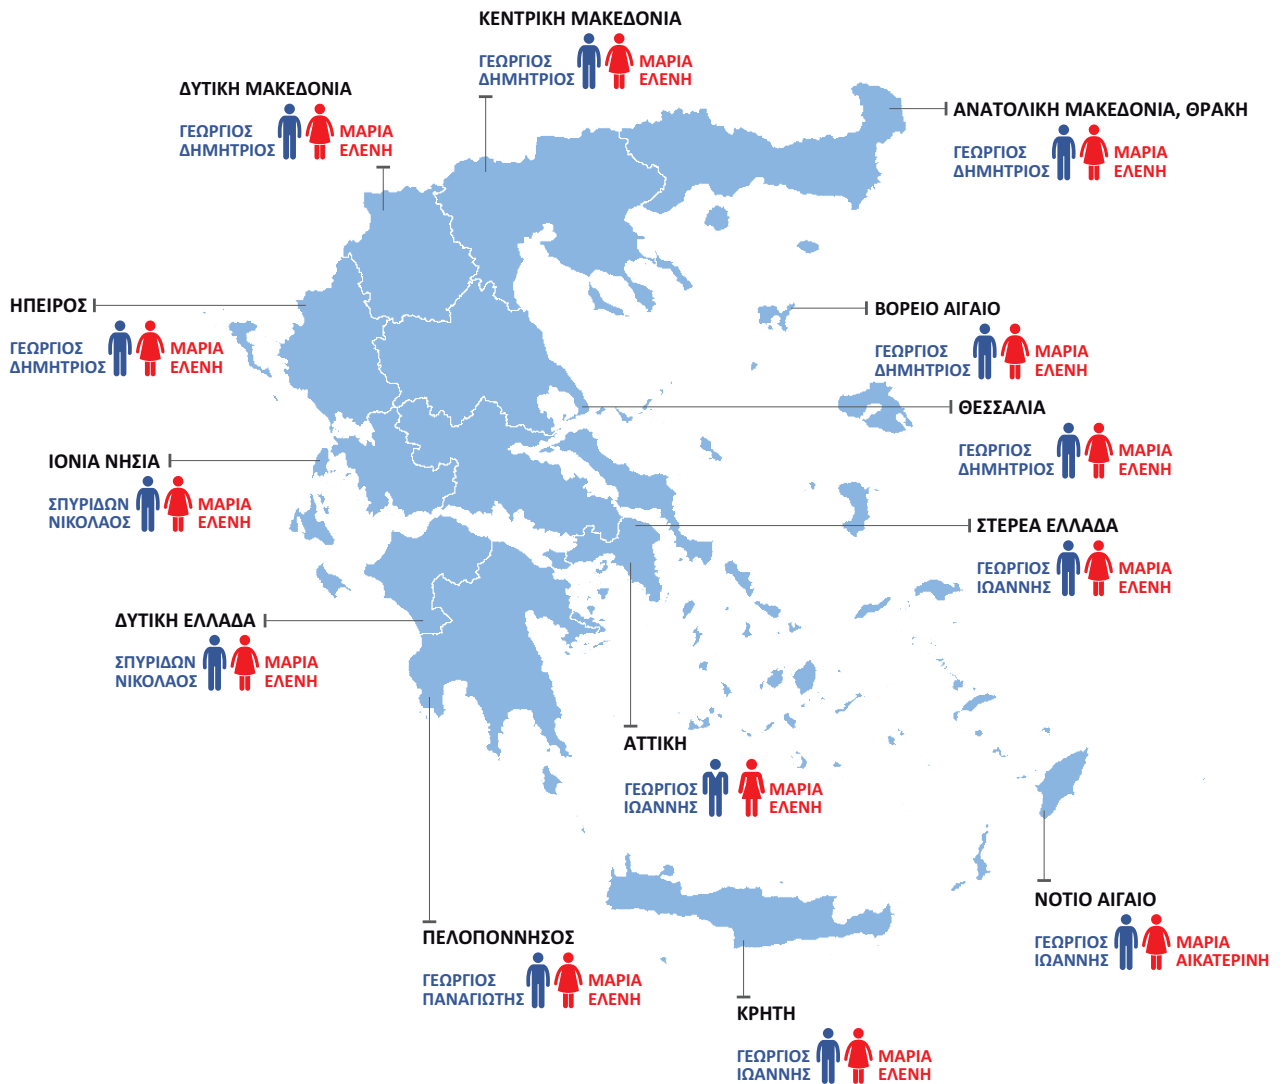 ΚΕΝΤΡΙΚΗ ΜΑΚΕΔΟΝΙΑ
ΓΕΩΡΓΙΟΣ ΜΑΡΙΑ
ΔΗΜΗΤΡΙΟΣ ΕΛΕΝΗ
ΔΥΤΙΚΗ ΜΑΚΕΔΟΝΙΑ
ΓΕΩΡΓΙΟΣ ΜΑΡΙΑ
ΔΗΜΗΤΡΙΟΣ ΕΛΕΝΗ
ΑΝΑΤΟΛΙΚΗ ΜΑΚΕΔΟΝΙΑ, ΘΡΑΚΗ
ΓΕΩΡΓΙΟΣ ΜΑΡΙΑ
ΔΗΜΗΤΡΙΟΣ ΕΛΕΝΗ
ΗΠΕΙΡΟΣ
ΓΕΩΡΓΙΟΣ ΜΑΡΙΑ
ΔΗΜΗΤΡΙΟΣ ΕΛΕΝΗ
ΒΟΡΕΙΟ ΑΙΓΑΙΟ
ΓΕΩΡΓΙΟΣ ΜΑΡΙΑ
ΔΗΜΗΤΡΙΟΣ ΕΛΕΝΗ
ΘΕΣΣΑΛΙΑ
ΓΕΩΡΓΙΟΣ ΜΑΡΙΑ
ΔΗΜΗΤΡΙΟΣ ΕΛΕΝΗ
ΙΟΝΙΑ ΝΗΣΙΑ
ΣΠΥΡΙΔΩΝ ΜΑΡΙΑ
ΝΙΚΟΛΑΟΣ ΕΛΕΝΗ
ΣΤΕΡΕΑ ΕΛΛΑΔΑ
ΓΕΩΡΓΙΟΣ ΜΑΡΙΑ
ΙΩΑΝΝΗΣ ΕΛΕΝΗ
ΔΥΤΙΚΗ ΕΛΛΑΔΑ
ΣΠΥΡΙΔΩΝ ΜΑΡΙΑ
ΝΙΚΟΛΑΟΣ ΕΛΕΝΗ
ΑΤΤΙΚΗ
ΓΕΩΡΓΙΟΣ ΜΑΡΙΑ
ΙΩΑΝΝΗΣ ΕΛΕΝΗ
ΝΟΤΙΟ ΑΙΓΑΙΟ
ΓΕΩΡΓΙΟΣ ΜΑΡΙΑ
ΙΩΑΝΝΗΣ ΑΙΚΑΤΕΡΙΝΗ
ΠΕΛΟΠΟΝΝΗΣΟΣ
ΓΕΩΡΓΙΟΣ ΜΑΡΙΑ
ΠΑΝΑΓΙΩΤΗΣ ΕΛΕΝΗ
ΚΡΗΤΗ
ΓΕΩΡΓΙΟΣ ΜΑΡΙΑ
ΙΩΑΝΝΗΣ ΕΛΕΝΗ